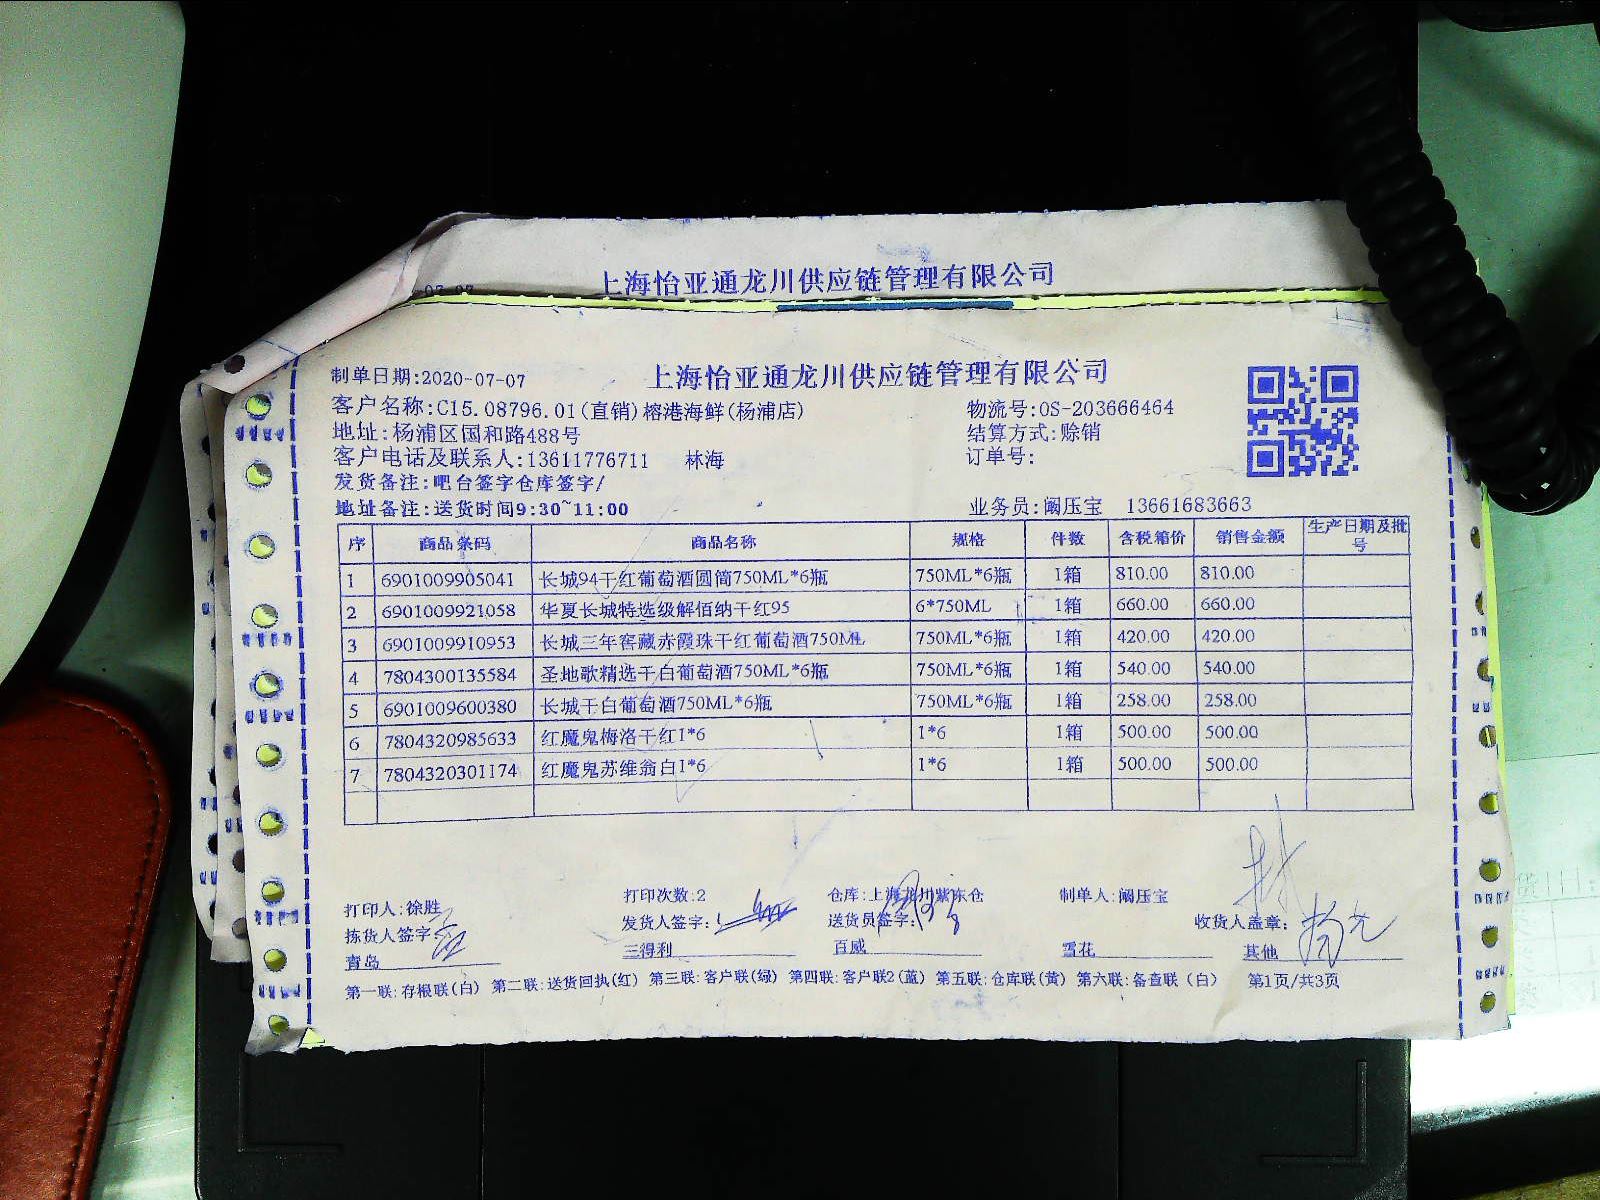 上海怡亚通龙川供应链管理有限公司
制单日期:2020-07-07
上海怡亚通龙川供应链管理有限公司
客户名称:C15.08796.01(直销)榕港海鲜(杨浦店)
物流号:OS-203666464
地址:杨浦区国和路488号
结算方式:赊销
客户电话及联系人:13611776711 林海
订单号:
发货备注:吧台签字仓库签字/
地址备注:送货时间9:30~11:00
业务员:阚压宝 13661683663
序 商品条码 商品名称 规格 件数 含税箱价 销售金额 生产日期及批号
1 6901009905041 长城94干红葡萄酒圆筒750ML*6瓶 750ML*6瓶 1箱 810.00 810.00
2 6901009921058 华夏长城特选级解佰纳干红95 6*750ML 1箱 660.00 660.00
3 6901009910953 长城三年窖藏赤霞珠干红葡萄酒750ML 750ML*6瓶 1箱 420.00 420.00
4 7804300135584 圣地歌精选干白葡萄酒750ML*6瓶 750ML*6瓶 1箱 540.00 540.00
5 6901009600380 长城干白葡萄酒750ML*6瓶 750ML*6瓶 1箱 258.00 258.00
6 7804320985633 红魔鬼梅洛干红1*6 1*6 1箱 500.00 500.00
7 7804320301174 红魔鬼苏维翁白1*6 1*6 1箱 500.00 500.00
打印人:徐胜 打印次数:2 仓库:上海龙川紫东仓 制单人:阚压宝
拣货人签字: 发货人签字: 送货员签字: 收货人盖章:
青岛 三得利 百威 雪花 其他
第一联:存根联(白) 第二联:送货回执(红) 第三联:客户联(绿) 第四联:客户联2(蓝) 第五联:仓库联(黄) 第六联:备查联(白) 第1页/共3页